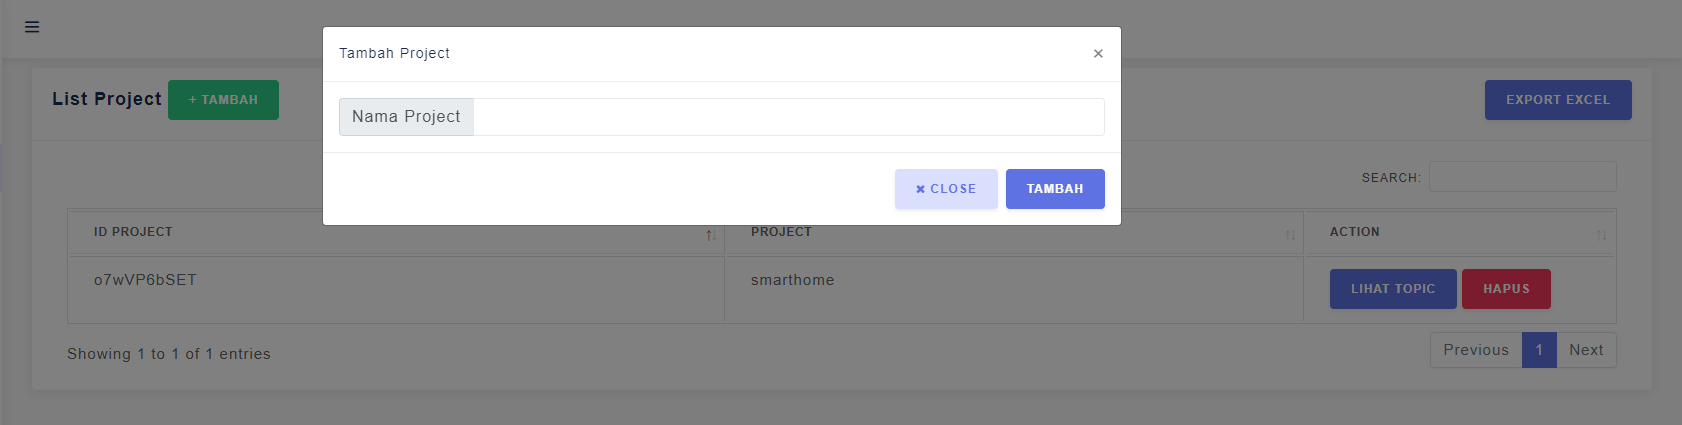 Tambah Project ×
List Project + TAMBAH
EXPORT EXCEL
Nama Project
✖ CLOSE TAMBAH
SEARCH:
ID PROJECT PROJECT ACTION
o7wVP6bSET smarthome LIHAT TOPIC HAPUS
Showing 1 to 1 of 1 entries
Previous 1 Next